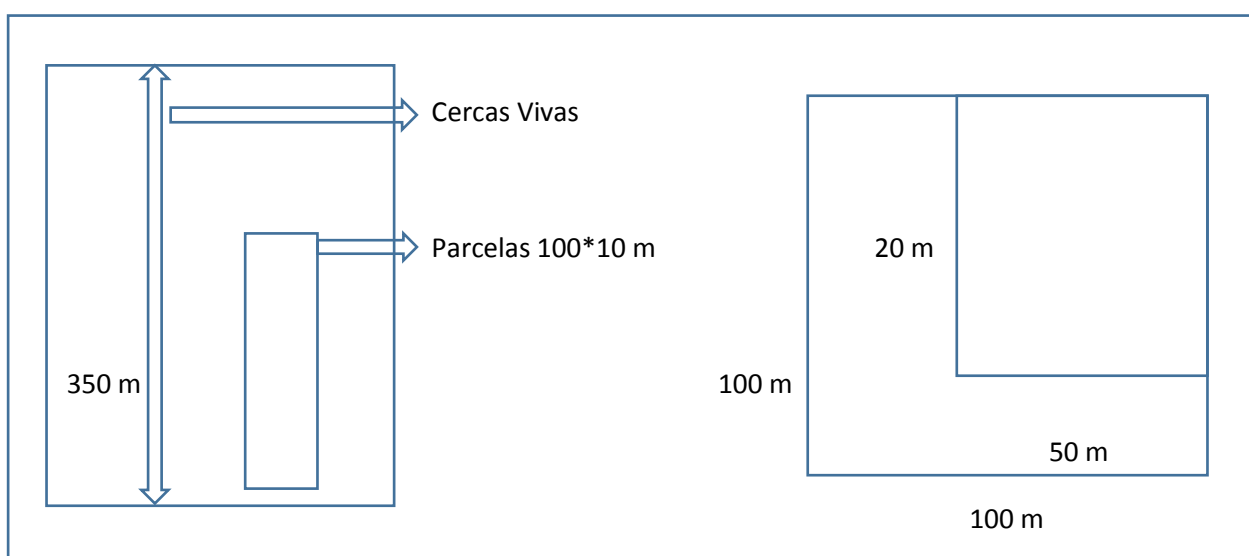 Cercas Vivas
Parcelas 100*10 m
350 m
20 m
100 m
50 m
100 m